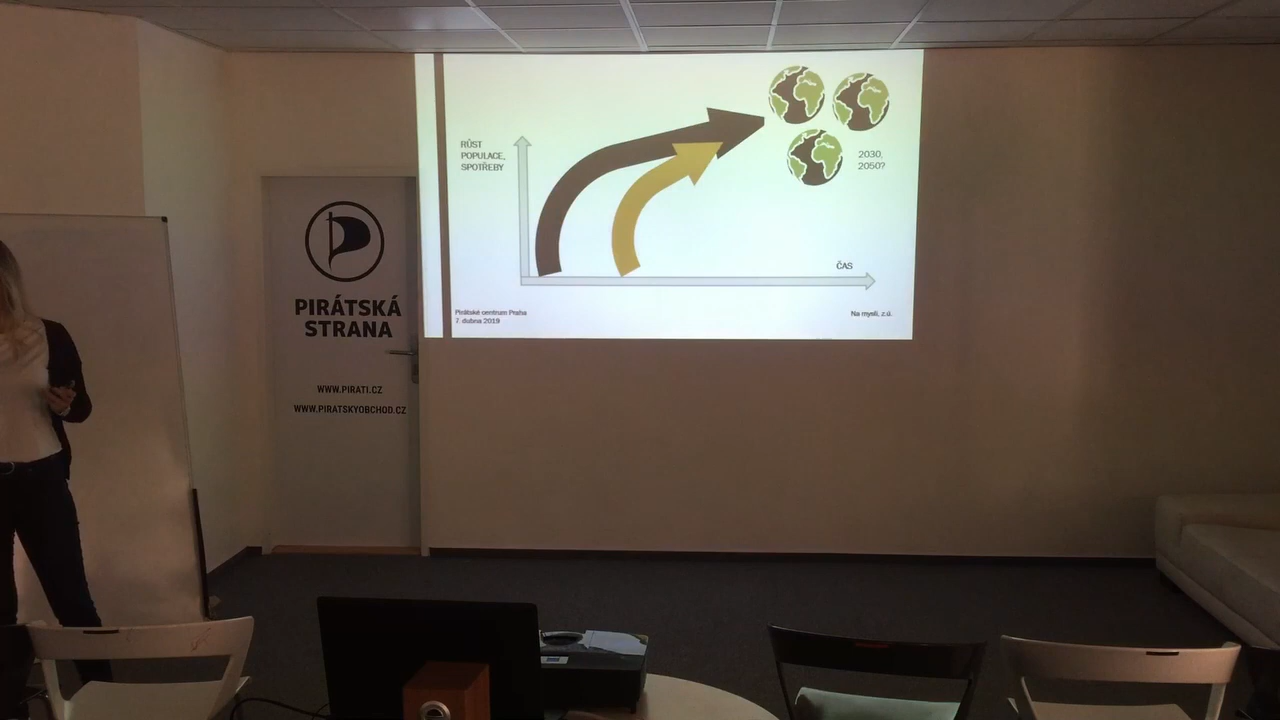 RŮST
POPULACE,
SPOTŘEBY
2030,
2050?
ČAS
Pirátské centrum Praha
7. dubna 2019
Na mysli, z.ú.
PIRÁTSKÁ
STRANA
WWW.PIRATI.CZ
WWW.PIRATSKYOBCHOD.CZ